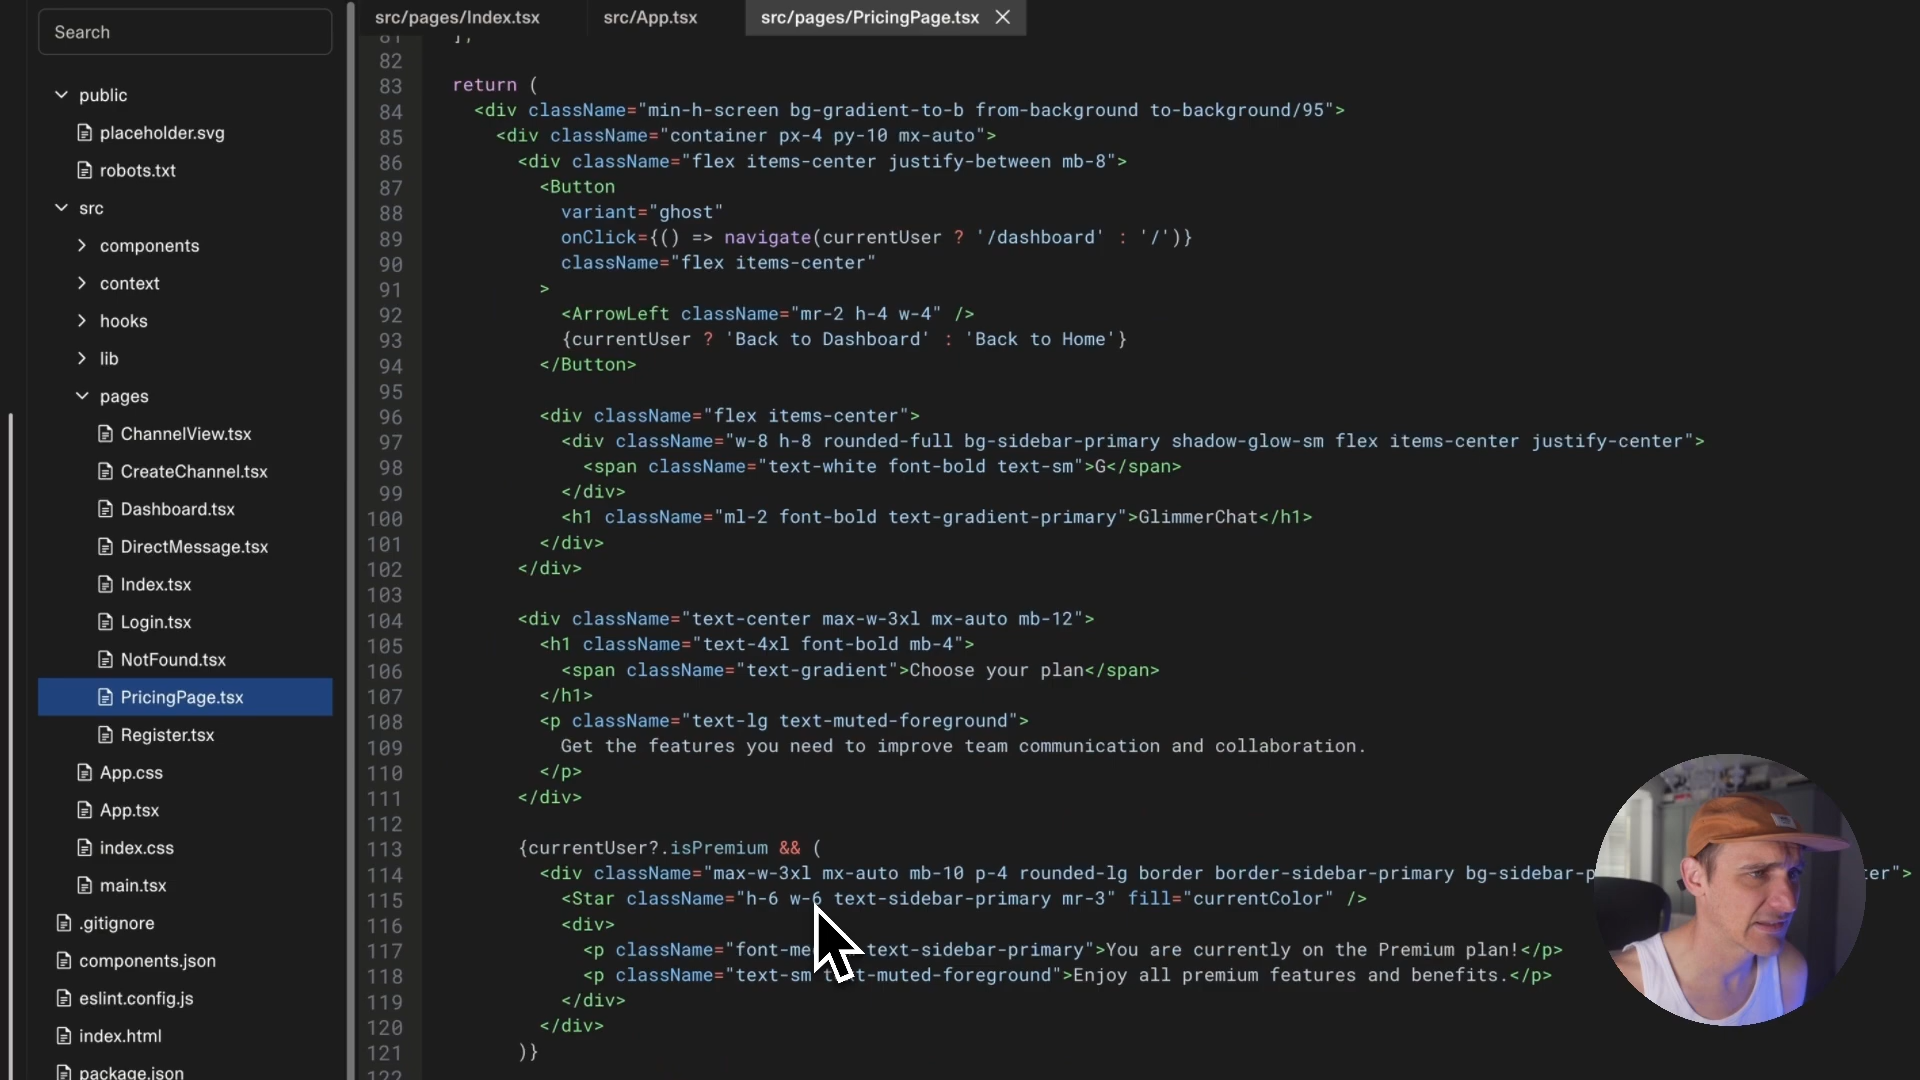 Search
public
placeholder.svg
robots.txt
src
components
context
hooks
lib
pages
ChannelView.tsx
CreateChannel.tsx
Dashboard.tsx
DirectMessage.tsx
Index.tsx
Login.tsx
NotFound.tsx
PricingPage.tsx
Register.tsx
App.css
App.tsx
index.css
main.tsx
.gitignore
components.json
eslint.config.js
index.html
package.json
src/pages/Index.tsx src/App.tsx src/pages/PricingPage.tsx
81 ];
82
83 return (
84 <div className="min-h-screen bg-gradient-to-b from-background to-background/95">
85 <div className="container px-4 py-10 mx-auto">
86 <div className="flex items-center justify-between mb-8">
87 <Button
88 variant="ghost"
89 onClick={() => navigate(currentUser ? '/dashboard' : '/')}
90 className="flex items-center"
91 >
92 <ArrowLeft className="mr-2 h-4 w-4" />
93 {currentUser ? 'Back to Dashboard' : 'Back to Home'}
94 </Button>
95
96 <div className="flex items-center">
97 <div className="w-8 h-8 rounded-full bg-sidebar-primary shadow-glow-sm flex items-center justify-center">
98 <span className="text-white font-bold text-sm">G</span>
99 </div>
100 <h1 className="ml-2 font-bold text-gradient-primary">GlimmerChat</h1>
101 </div>
102 </div>
103
104 <div className="text-center max-w-3xl mx-auto mb-12">
105 <h1 className="text-4xl font-bold mb-4">
106 <span className="text-gradient">Choose your plan</span>
107 </h1>
108 <p className="text-lg text-muted-foreground">
109 Get the features you need to improve team communication and collaboration.
110 </p>
111 </div>
112
113 {currentUser?.isPremium && (
114 <div className="max-w-3xl mx-auto mb-10 p-4 rounded-lg border border-sidebar-primary bg-sidebar-p er">
115 <Star className="h-6 w-6 text-sidebar-primary mr-3" fill="currentColor" />
116 <div>
117 <p className="font-me text-sidebar-primary">You are currently on the Premium plan!</p>
118 <p className="text-sm t t-muted-foreground">Enjoy all premium features and benefits.</p>
119 </div>
120 </div>
121 )}
122